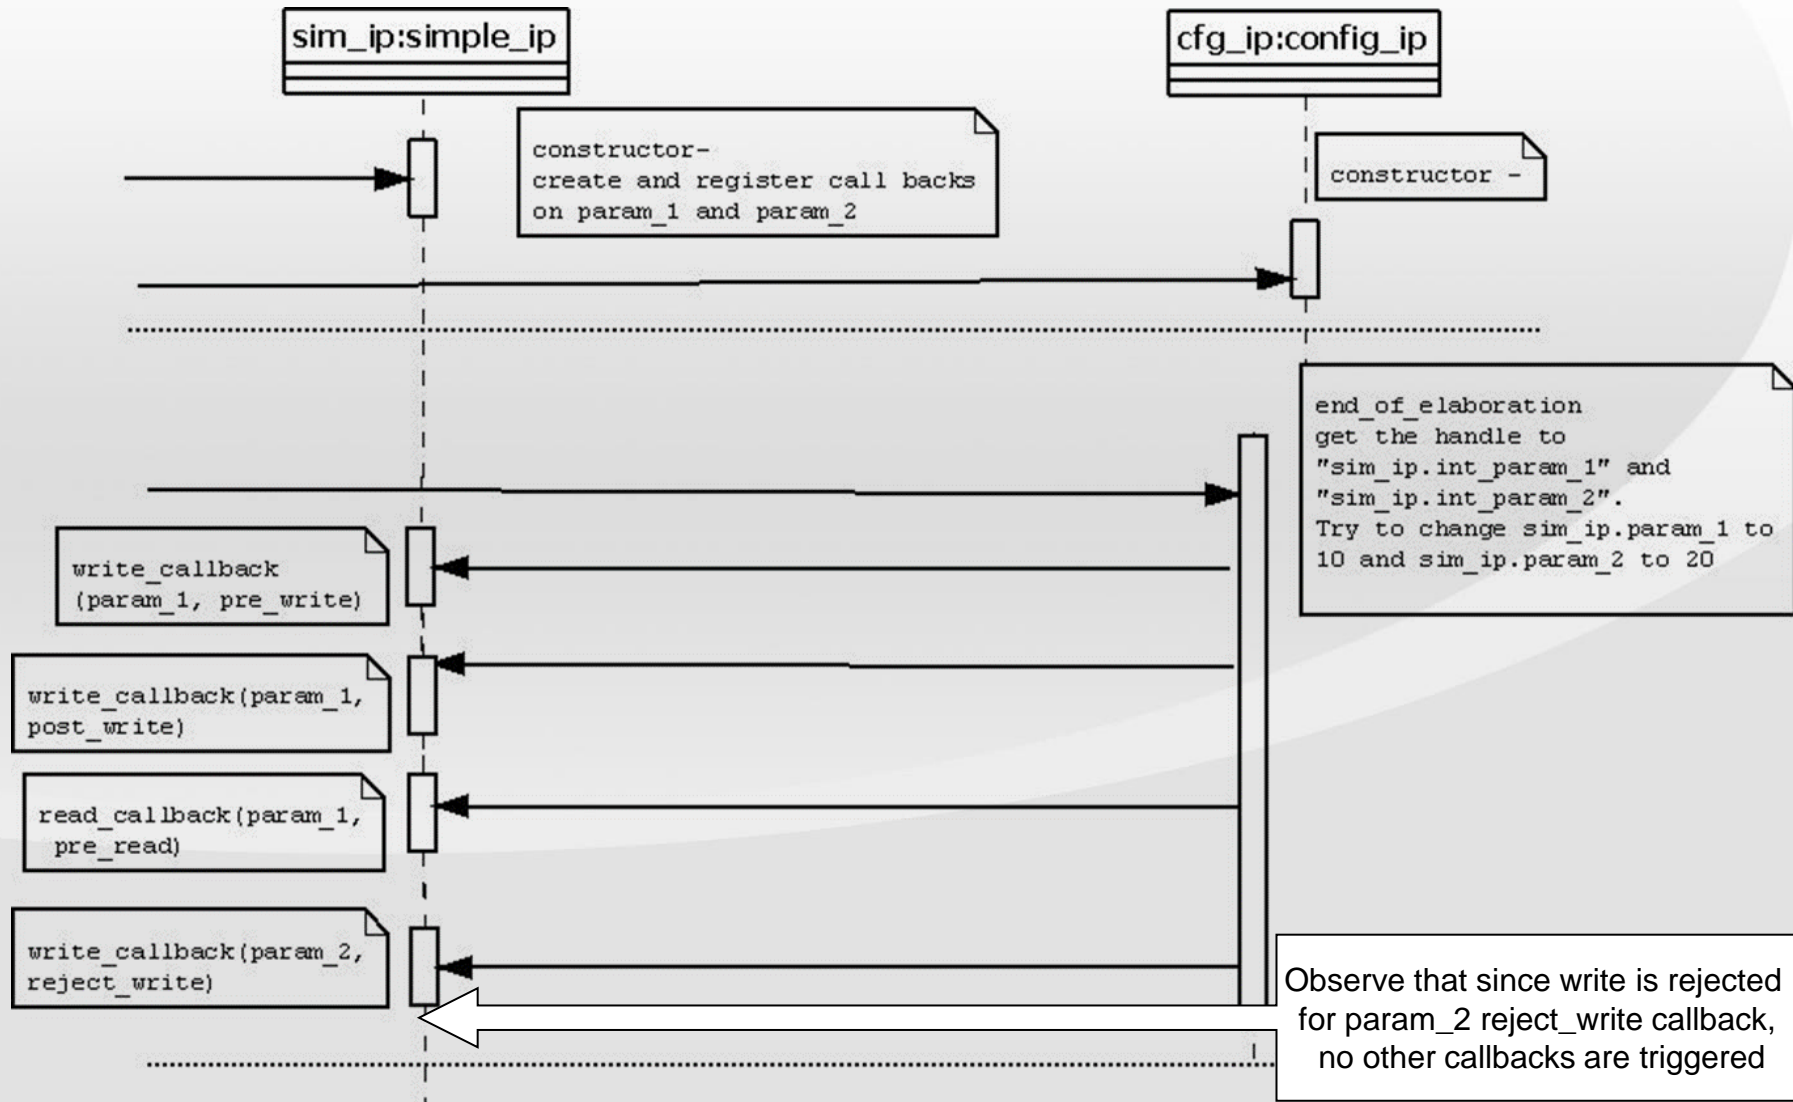 sim_ip:simple_ip
cfg_ip:config_ip
constructor-
create and register call backs
on param_1 and param_2
constructor -
end_of_elaboration
get the handle to
"sim_ip.int_param_1" and
"sim_ip.int_param_2".
Try to change sim_ip.param_1 to
10 and sim_ip.param_2 to 20
write_callback
(param_1, pre_write)
write_callback(param_1,
post_write)
read_callback(param_1,
pre_read)
write_callback(param_2,
reject_write)
Observe that since write is rejected
for param_2 reject_write callback,
no other callbacks are triggered